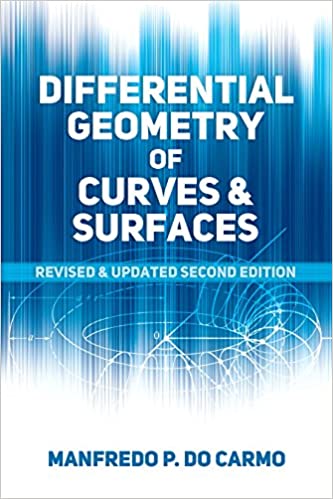 DIFFERENTIAL
GEOMETRY
OF
CURVES &
SURFACES
REVISED & UPDATED SECOND EDITION
MANFREDO P. DO CARMO